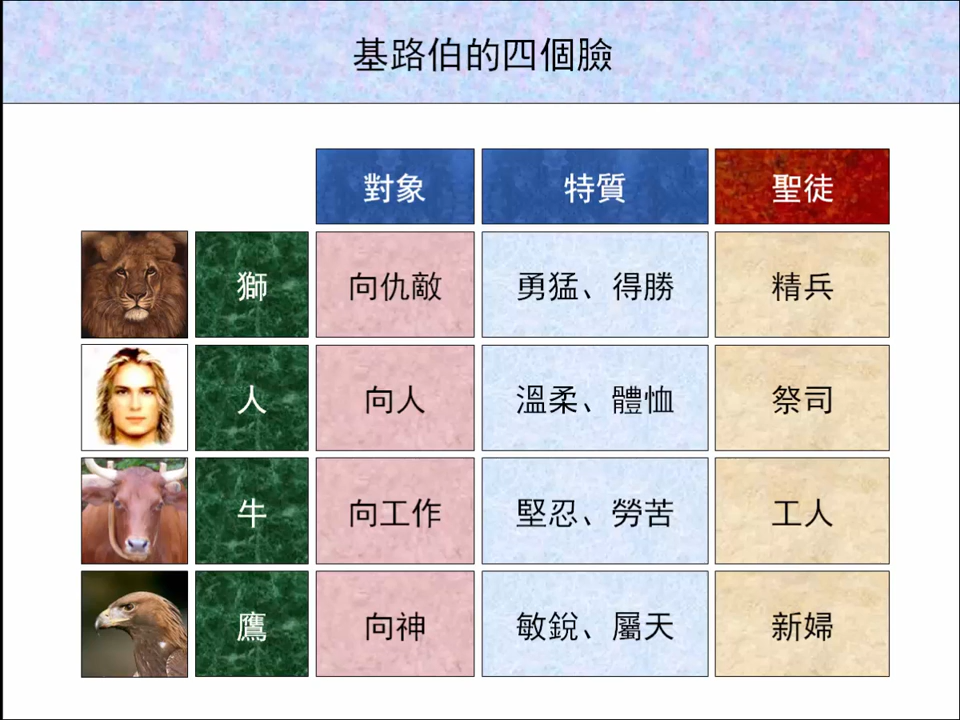 基路伯的四個臉
對象 特質 聖徒
獅 向仇敵 勇猛、得勝 精兵
人 向人 溫柔、體恤 祭司
牛 向工作 堅忍、勞苦 工人
鷹 向神 敏銳、屬天 新婦